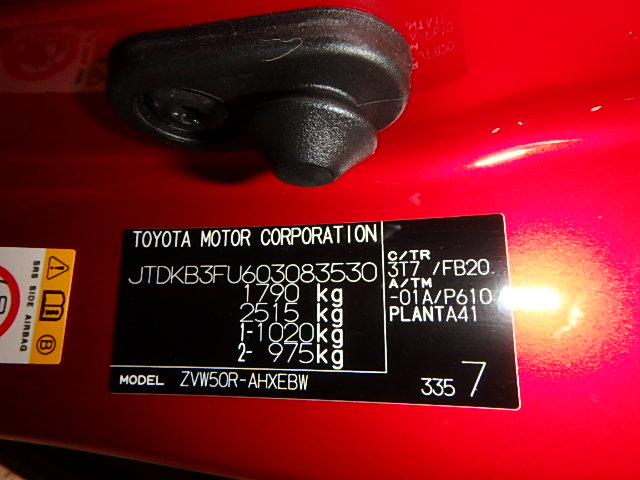 TOYOTA MOTOR CORPORATION
JTDKB3FU603083530
1790 kg
2515 kg
1-1020kg
2- 975kg
MODEL ZVW50R-AHXEBW
C/TR
3T7 /FB20
A/TM
-01A/P610
PLANTA41
335 7
SRS SIDE AIRBAG
B